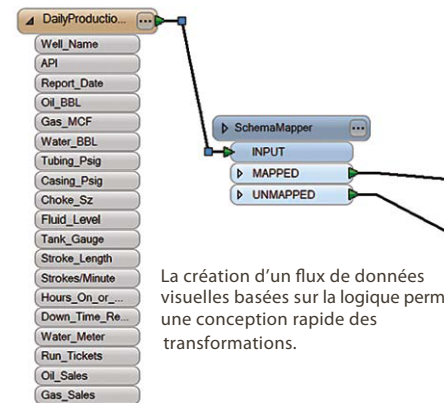 DailyProductio...
Well_Name
API
Report_Date
Oil_BBL
Gas_MCF
Water_BBL
Tubing_Psig
Casing_Psig
Choke_Sz
Fluid_Level
Tank_Gauge
Stroke_Length
Strokes/Minute
Hours_On_or_...
Down_Time_Re...
Water_Meter
Run_Tickets
Oil_Sales
Gas_Sales
SchemaMapper
INPUT
MAPPED
UNMAPPED
La création d’un flux de données
visuelles basées sur la logique perm
une conception rapide des
transformations.